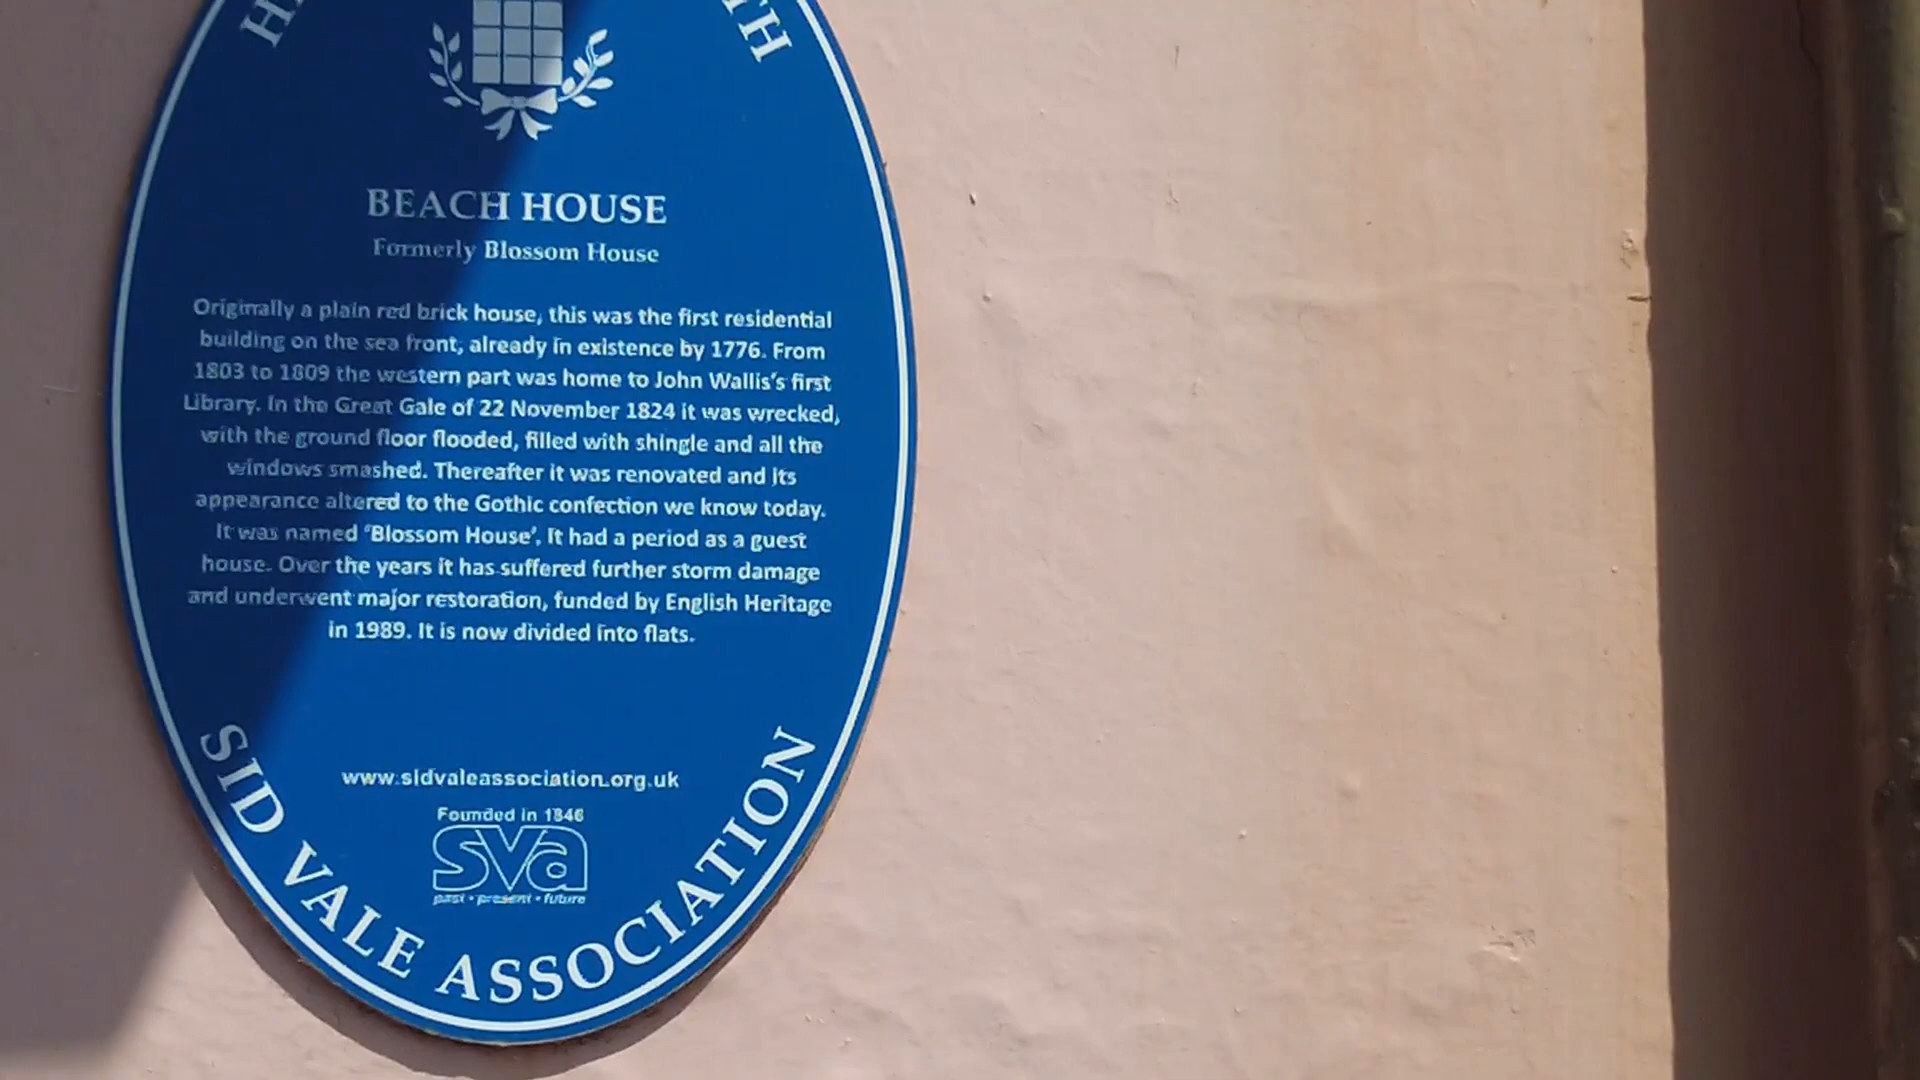 BEACH HOUSE
Formerly Blossom House
Originally a plain red brick house, this was the first residential
building on the sea front, already in existence by 1776. From
1803 to 1809 the western part was home to John Wallis's first
Library. In the Great Gale of 22 November 1824 it was wrecked,
with the ground floor flooded, filled with shingle and all the
windows smashed. Thereafter it was renovated and its
appearance altered to the Gothic confection we know today.
It was named 'Blossom House'. It had a period as a guest
house. Over the years it has suffered further storm damage
and underwent major restoration, funded by English Heritage
in 1989. It is now divided into flats.
www.sidvaleassociation.org.uk
Founded in 1846
sva
past • present • future
SID VALE ASSOCIATION